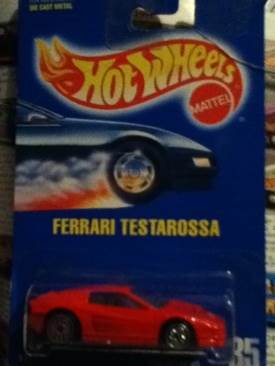 DIE CAST METAL
Hot Wheels
MATTEL
FERRARI TESTAROSSA
35